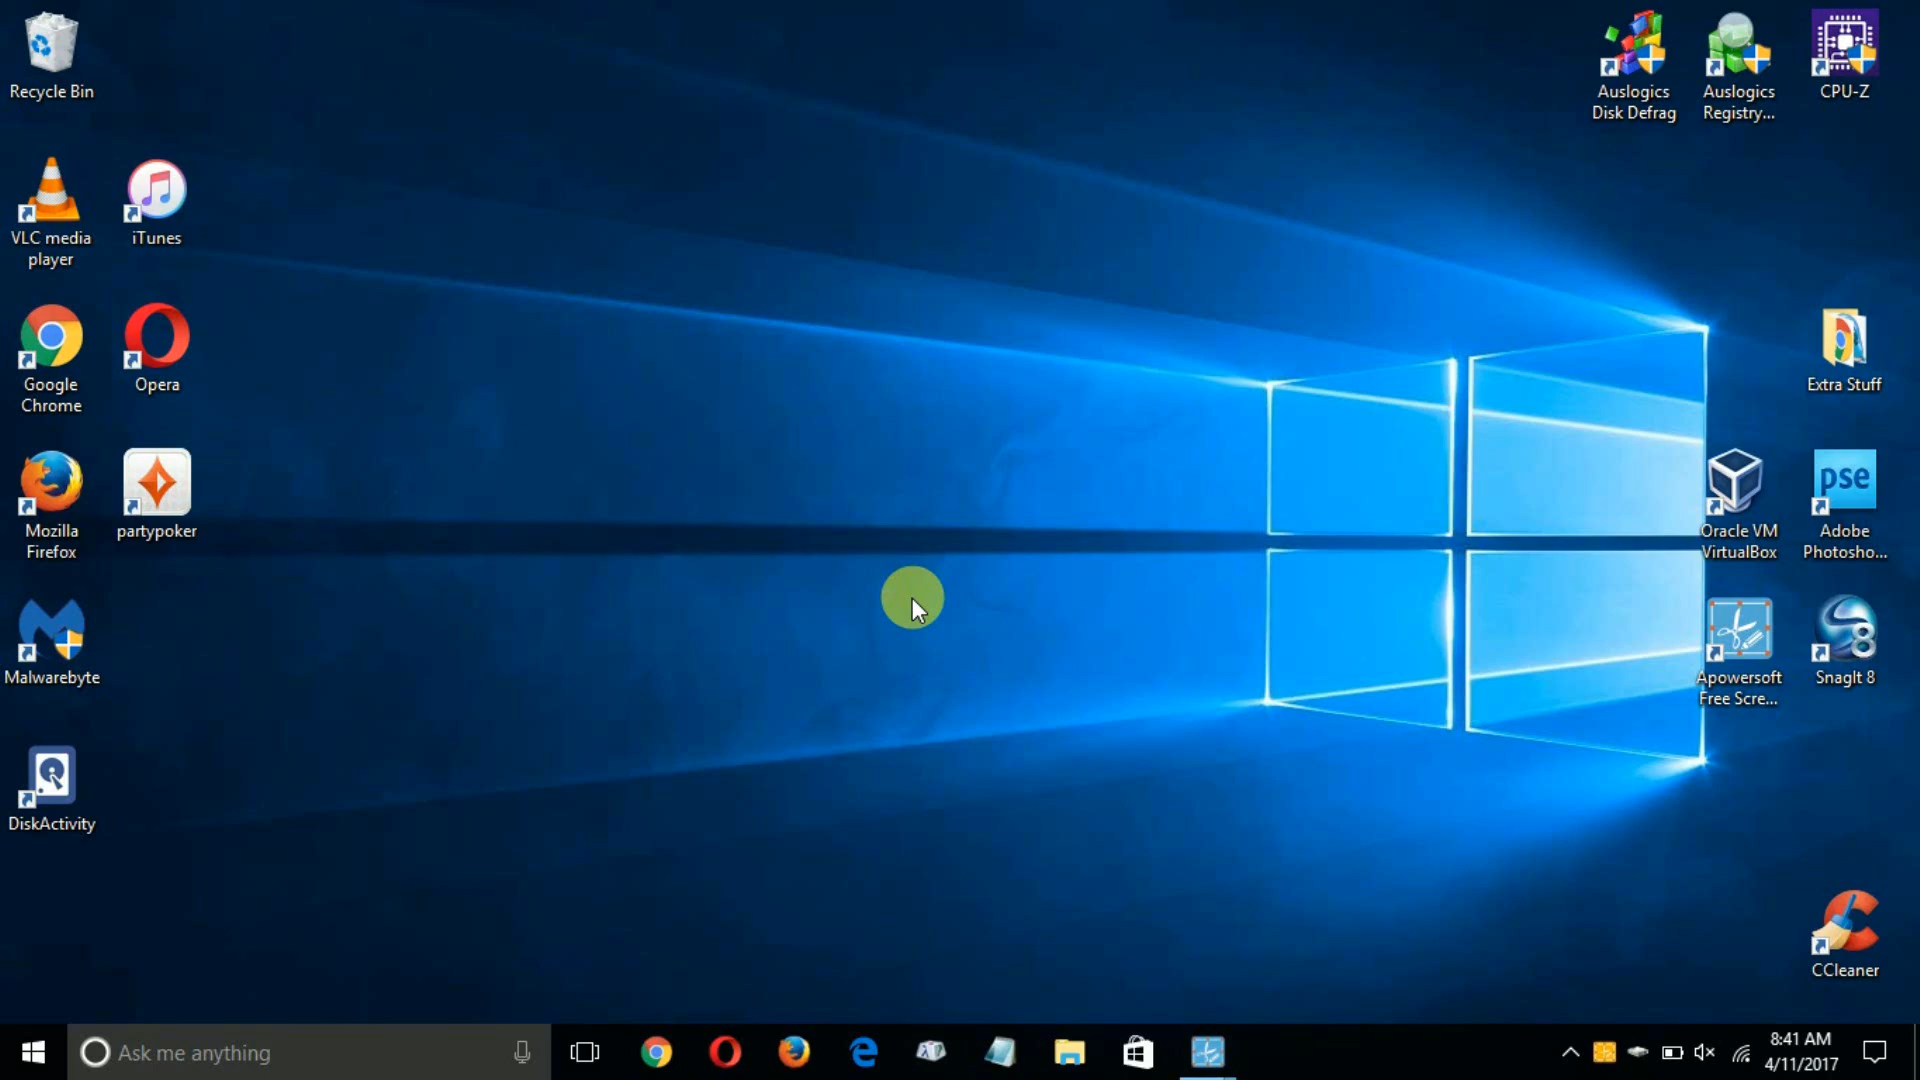 Recycle Bin
Auslogics
Disk Defrag
Auslogics
Registry...
CPU-Z
VLC media
player
iTunes
Google
Chrome
Opera
Extra Stuff
Mozilla
Firefox
partypoker
Oracle VM
VirtualBox
pse
Adobe
Photosho...
Malwarebyte
Apowersoft
Free Scre...
8
SnagIt 8
DiskActivity
CCleaner
Ask me anything
8:41 AM
4/11/2017